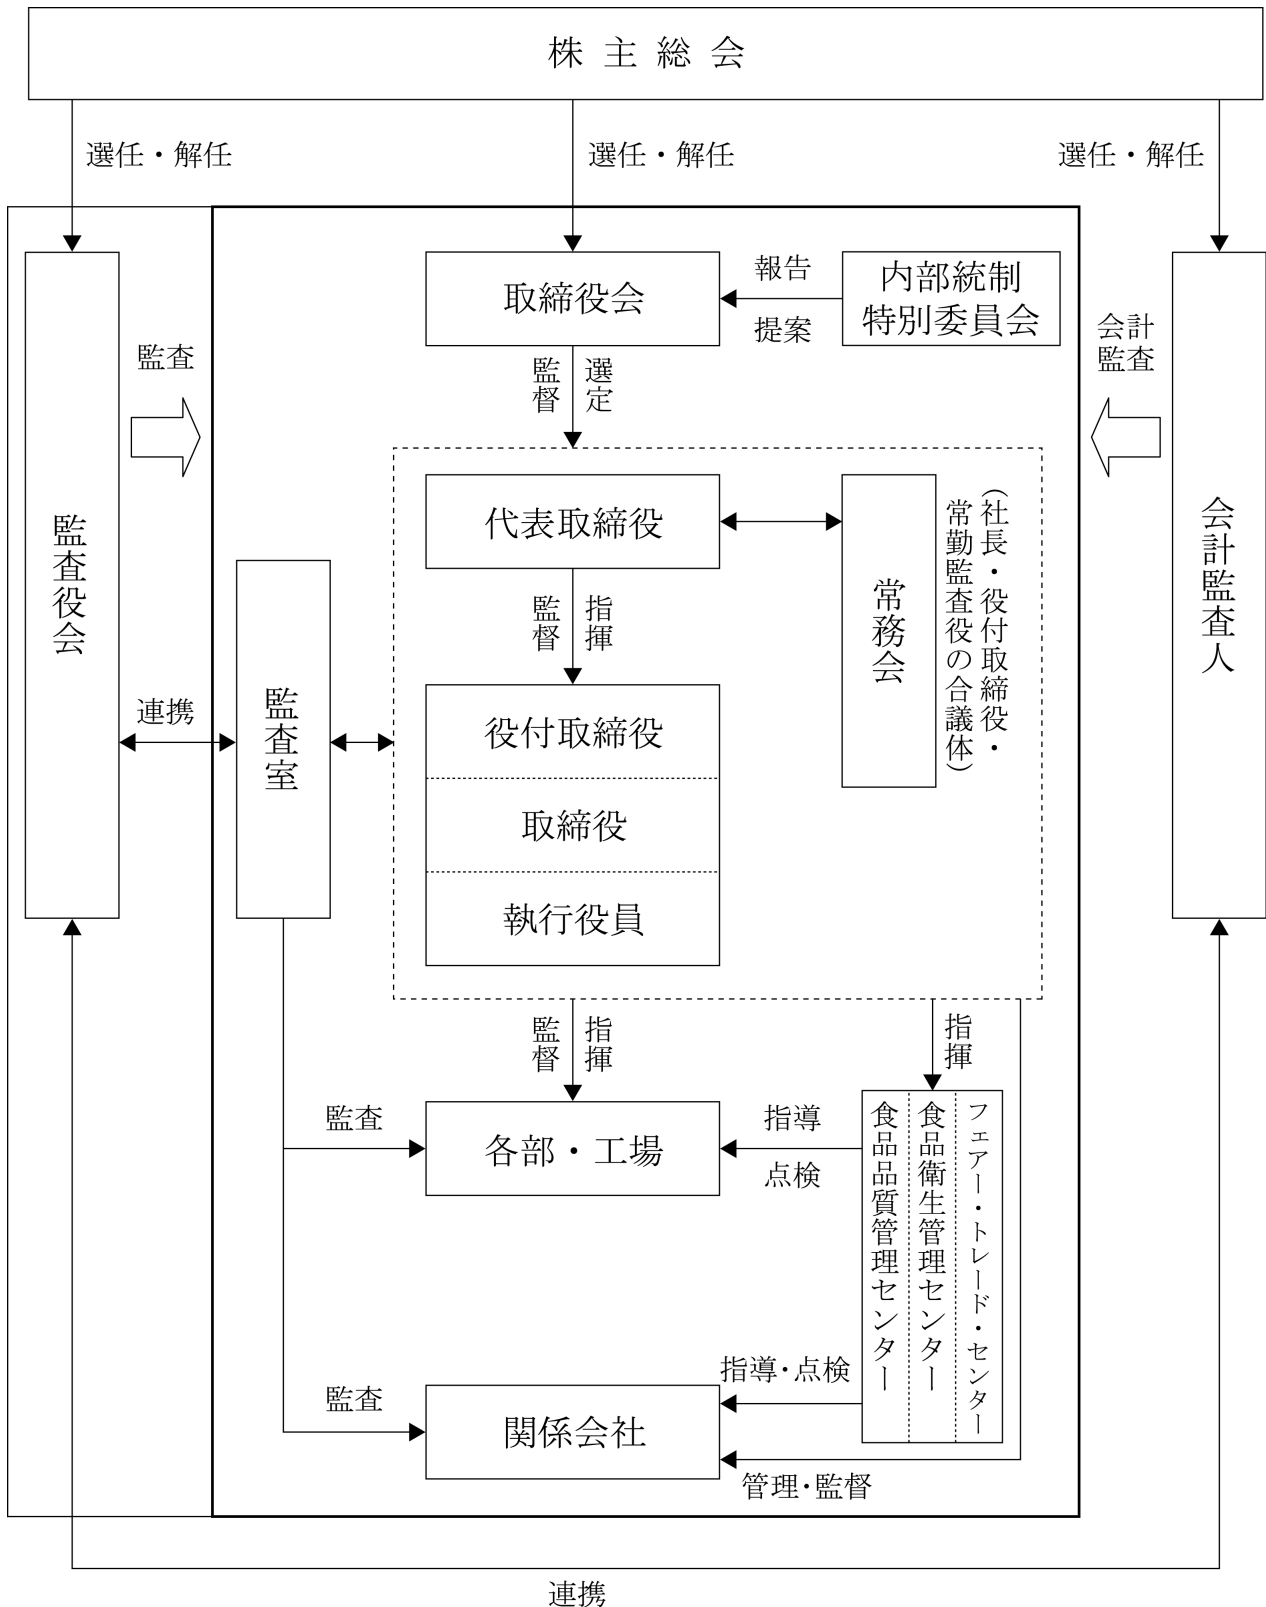 株主総会
選任・解任
選任・解任
選任・解任
取締役会
報告
提案
内部統制
特別委員会
監査
会計
監査
監督
選定
監査役会
会計監査人
代表取締役
常務会
（社長・役付取締役・
常勤監査役の合議体）
監督
指揮
連携
監査室
役付取締役
取締役
執行役員
監督
指揮
指揮
監査
各部・工場
指導
点検
フェアー・トレード・センター
食品衛生管理センター
食品品質管理センター
監査
関係会社
指導・点検
管理・監督
連携